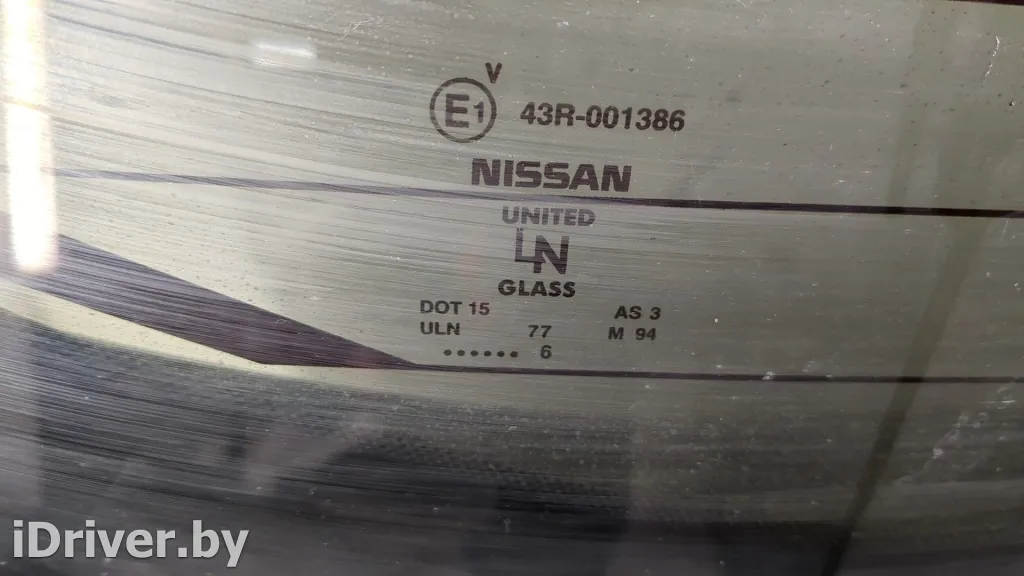 V
E1 43R-001386
NISSAN
UNITED
LN
GLASS
DOT 15 AS 3
ULN 77 M 94
•••••• 6
iDriver.by